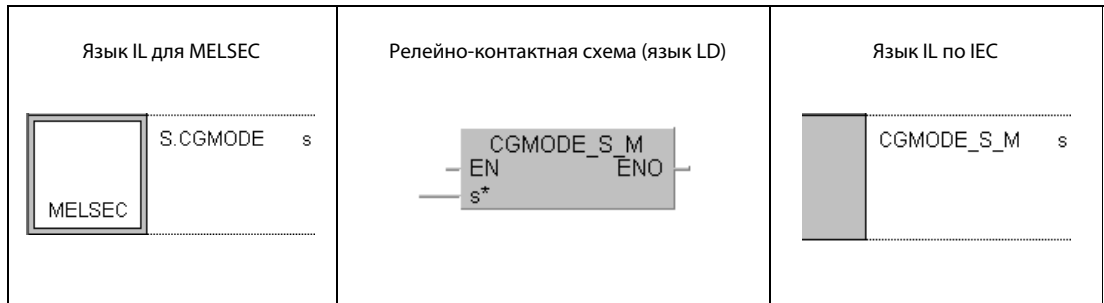 Язык IL для MELSEC
Релейно-контактная схема (язык LD)
Язык IL по IEC
S.CGMODE s
MELSEC
CGMODE_S_M
EN ENO
s*
CGMODE_S_M s